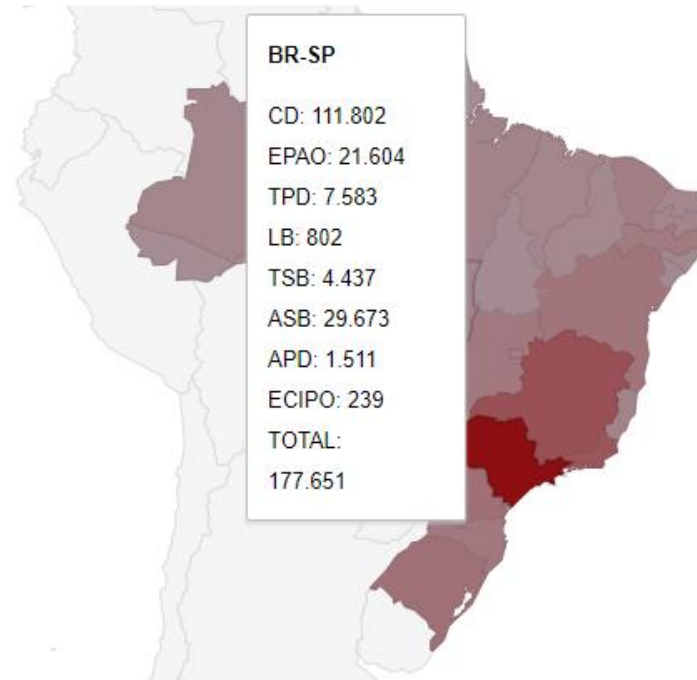 BR-SP
CD: 111.802
EPAO: 21.604
TPD: 7.583
LB: 802
TSB: 4.437
ASB: 29.673
APD: 1.511
ECIPO: 239
TOTAL:
177.651